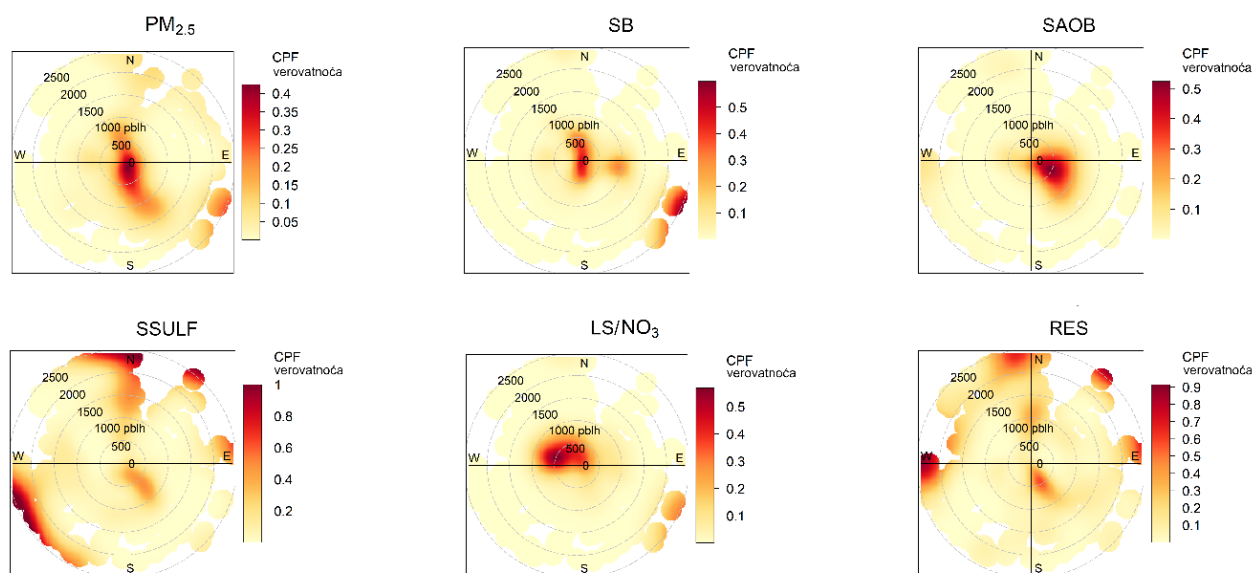 PM2.5
CPF
verovatnoća
N
2500
2000
1500
1000 pblh
500
0
W
E
S
0.4
0.35
0.3
0.25
0.2
0.15
0.1
0.05
SB
CPF
verovatnoća
N
2500
2000
1500
1000 pblh
500
0
W
E
S
0.5
0.4
0.3
0.2
0.1
SAOB
CPF
verovatnoća
N
2500
2000
1500
1000 pblh
500
0
W
E
S
0.5
0.4
0.3
0.2
0.1
SSULF
CPF
verovatnoća
N
2500
2000
1500
1000 pblh
500
0
W
E
S
1
0.8
0.6
0.4
0.2
LS/NO3
CPF
verovatnoća
N
2500
2000
1500
1000 pblh
500
0
W
E
S
0.5
0.4
0.3
0.2
0.1
RES
CPF
verovatnoća
N
2500
2000
1500
1000 pblh
500
0
W
E
S
0.9
0.8
0.7
0.6
0.5
0.4
0.3
0.2
0.1